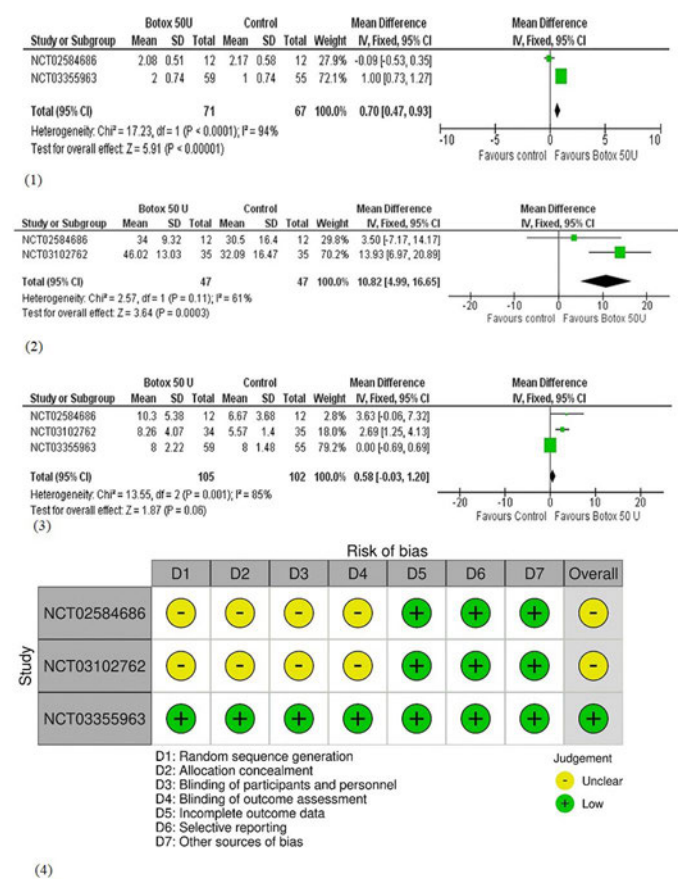 Botox 50U Control Mean Difference Mean Difference
Study or Subgroup Mean SD Total Mean SD Total Weight IV, Fixed, 95% CI IV, Fixed, 95% CI
NCT02584686 2.08 0.51 12 2.17 0.58 12 27.9% -0.09 [-0.53, 0.35]
NCT03355963 2 0.74 59 1 0.74 55 72.1% 1.00 [0.73, 1.27]
Total (95% CI) 71 67 100.0% 0.70 [0.47, 0.93]
Heterogeneity: Chi² = 17.23, df = 1 (P < 0.0001); I² = 94%
Test for overall effect: Z = 5.91 (P < 0.00001)
-10 -5 0 5 10
Favours control Favours Botox 50U
(1)
Botox 50 U Control Mean Difference Mean Difference
Study or Subgroup Mean SD Total Mean SD Total Weight IV, Fixed, 95% CI IV, Fixed, 95% CI
NCT02584686 34 9.32 12 30.5 16.4 12 29.8% 3.50 [-7.17, 14.17]
NCT03102762 46.02 13.03 35 32.09 16.47 35 70.2% 13.93 [6.97, 20.89]
Total (95% CI) 47 47 100.0% 10.82 [4.99, 16.65]
Heterogeneity: Chi² = 2.57, df = 1 (P = 0.11); I² = 61%
Test for overall effect: Z = 3.64 (P = 0.0003)
-20 -10 0 10 20
Favours control Favours Botox 50U
(2)
Botox 50 U Control Mean Difference Mean Difference
Study or Subgroup Mean SD Total Mean SD Total Weight IV, Fixed, 95% CI IV, Fixed, 95% CI
NCT02584686 10.3 5.38 12 6.67 3.68 12 2.8% 3.63 [-0.06, 7.32]
NCT03102762 8.26 4.07 34 5.57 1.4 35 18.0% 2.69 [1.25, 4.13]
NCT03355963 8 2.22 59 8 1.48 55 79.2% 0.00 [-0.69, 0.69]
Total (95% CI) 105 102 100.0% 0.58 [-0.03, 1.20]
Heterogeneity: Chi² = 13.55, df = 2 (P = 0.001); I² = 85%
Test for overall effect: Z = 1.87 (P = 0.06)
-20 -10 0 10 20
Favours Control Favours Botox 50 U
(3)
Risk of bias
D1 D2 D3 D4 D5 D6 D7 Overall
Study
NCT02584686 - - - - + + + -
NCT03102762 - - - - + + + -
NCT03355963 + + + + + + + +
D1: Random sequence generation
D2: Allocation concealment
D3: Blinding of participants and personnel
D4: Blinding of outcome assessment
D5: Incomplete outcome data
D6: Selective reporting
D7: Other sources of bias
Judgement
- Unclear
+ Low
(4)